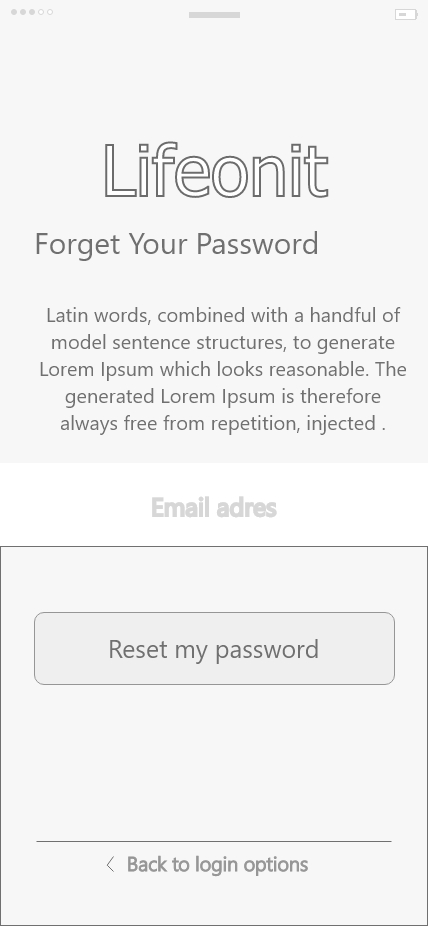 Lifeonit
Forget Your Password
Latin words, combined with a handful of
model sentence structures, to generate
Lorem Ipsum which looks reasonable. The
generated Lorem Ipsum is therefore
always free from repetition, injected .
Email adres
Reset my password
Back to login options